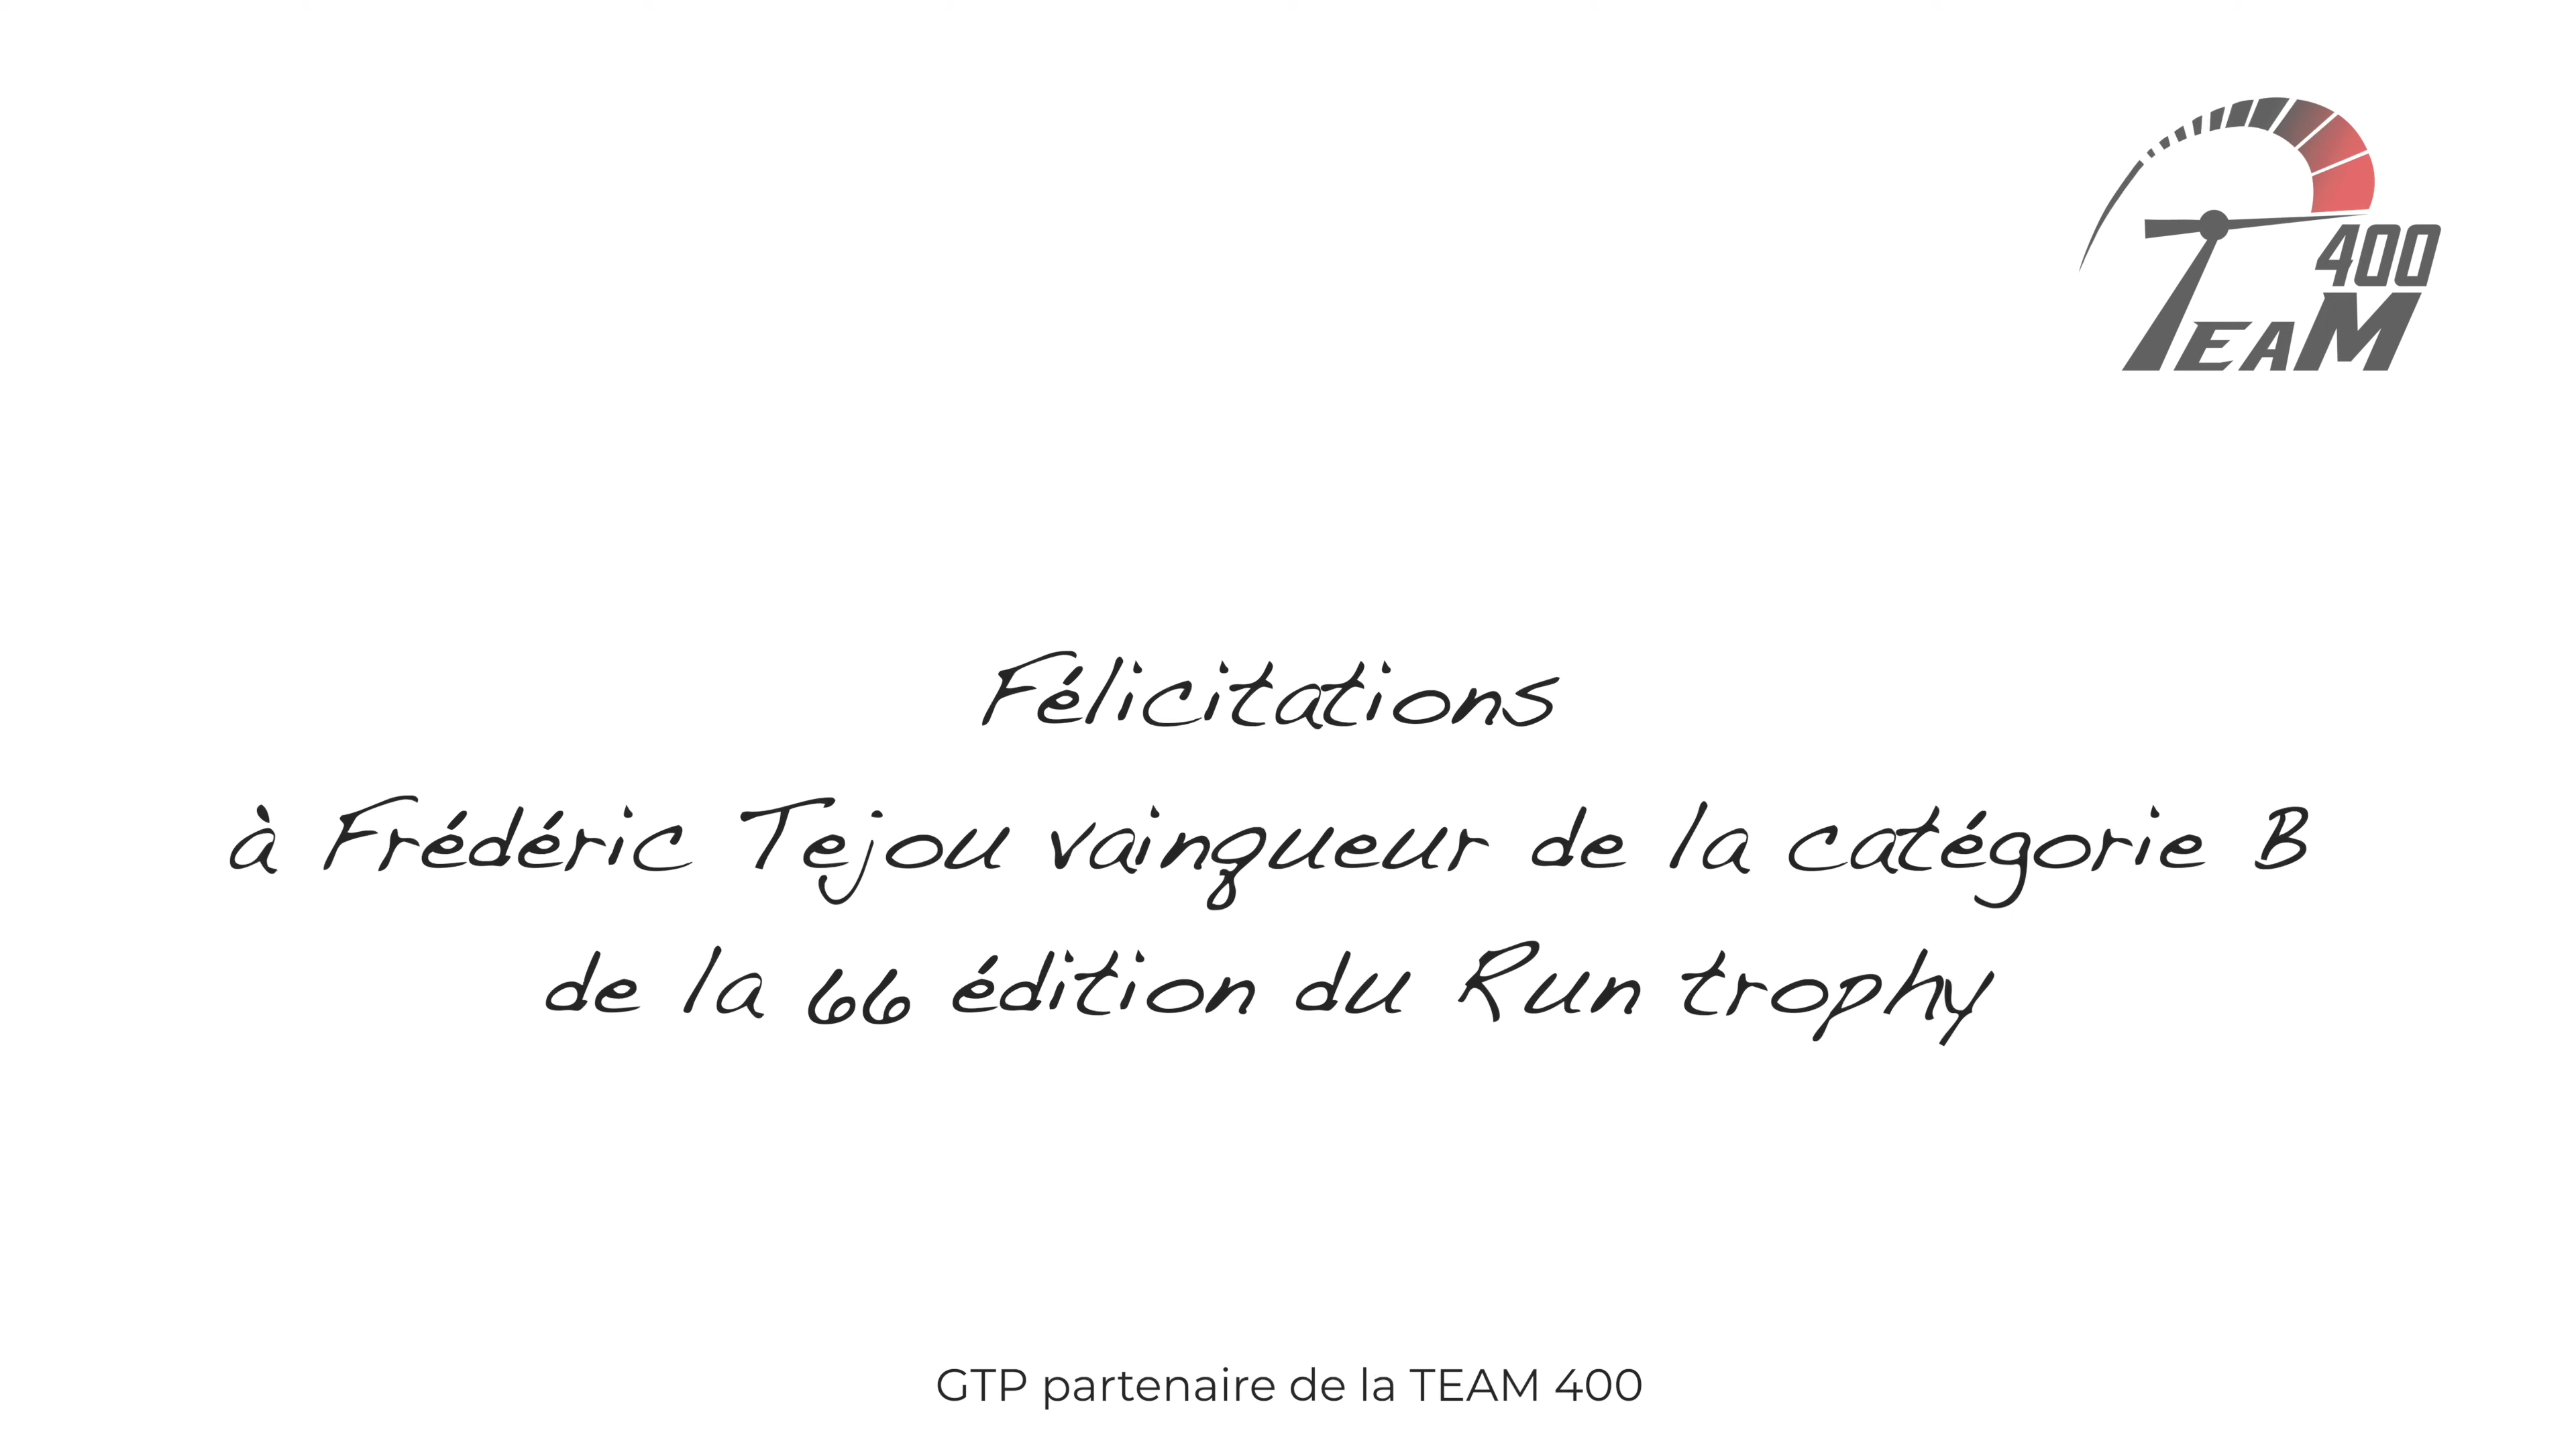 400
TEAM
Félicitations
à Frédéric Tejou vainqueur de la catégorie B
de la 66 édition du Run trophy
GTP partenaire de la TEAM 400